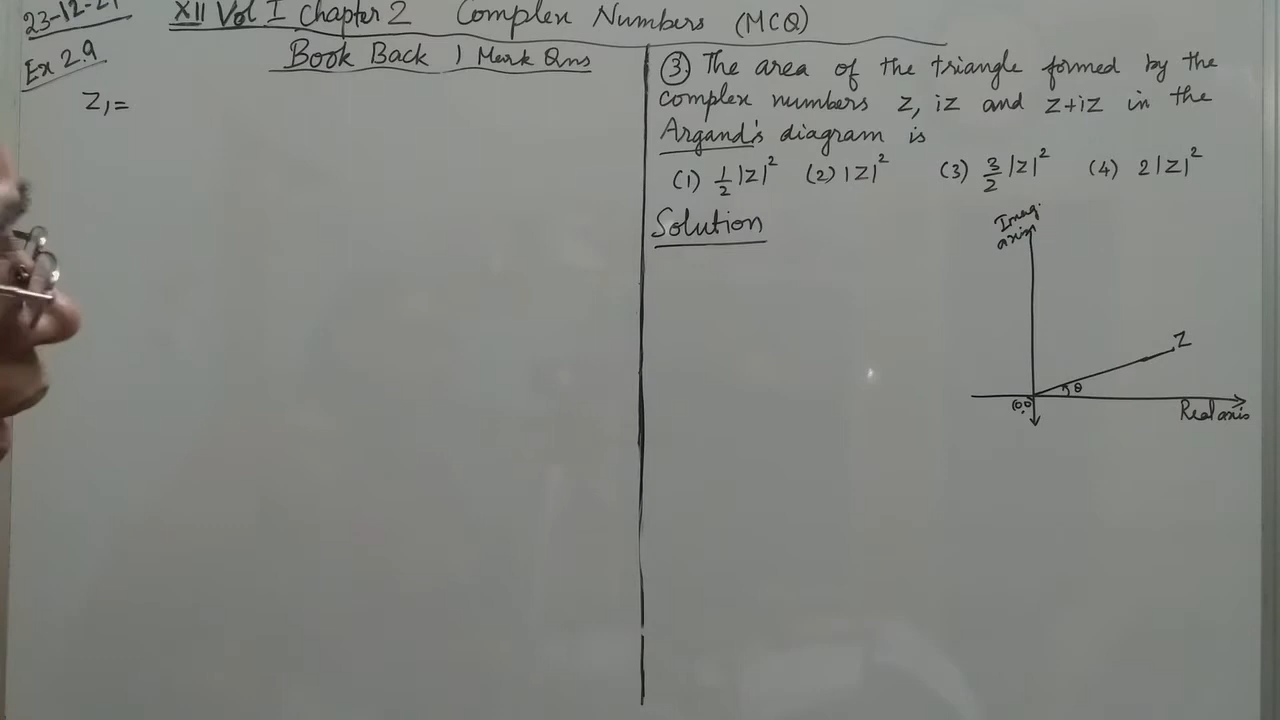 23-12-21
XII Vol I Chapter 2 Complex Numbers (MCQ)
Ex 2.9
Book Back 1 Mark Qns
Z1 =
③ The area of the triangle formed by the
complex numbers z, iz and z+iz in the
Argand's diagram is
(1) 1/2 |z|² (2) |z|² (3) 3/2 |z|² (4) 2|z|²
Solution
Imag.
axis
Z
θ
(0,0)
Real axis